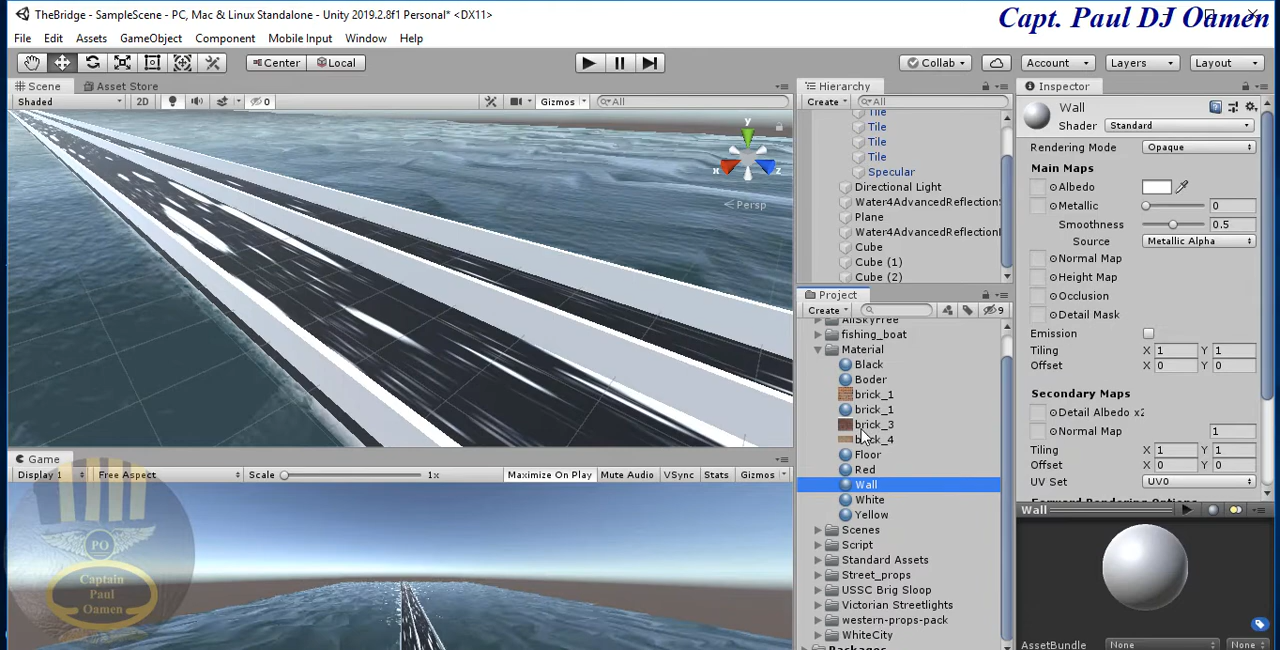 TheBridge - SampleScene - PC, Mac & Linux Standalone - Unity 2019.2.8f1 Personal* <DX11>
Capt. Paul DJ Oamen
File Edit Assets GameObject Component Mobile Input Window Help
Center Local Collab Account Layers Layout
Scene Asset Store
Shaded 2D 0 Gizmos All
y
x z
Persp
Game
Display 1 Free Aspect Scale 1x Maximize On Play Mute Audio VSync Stats Gizmos
PO
Captain
Paul
Oamen
Hierarchy
Create All
Tile
Tile
Tile
Tile
Specular
Directional Light
Water4AdvancedReflection
Plane
Water4AdvancedReflection
Cube
Cube (1)
Cube (2)
Project
Create 9
AllSkyFree
fishing_boat
Material
Black
Boder
brick_1
brick_1
brick_3
brick_4
Floor
Red
Wall
White
Yellow
Scenes
Script
Standard Assets
Street_props
USSC Brig Sloop
Victorian Streetlights
western-props-pack
WhiteCity
Packages
Inspector
Wall
Shader Standard
Rendering Mode Opaque
Main Maps
Albedo
Metallic 0
Smoothness 0.5
Source Metallic Alpha
Normal Map
Height Map
Occlusion
Detail Mask
Emission
Tiling X 1 Y 1
Offset X 0 Y 0
Secondary Maps
Detail Albedo x2
Normal Map 1
Tiling X 1 Y 1
Offset X 0 Y 0
UV Set UV0
Forward Rendering Options
Wall
AssetBundle None None